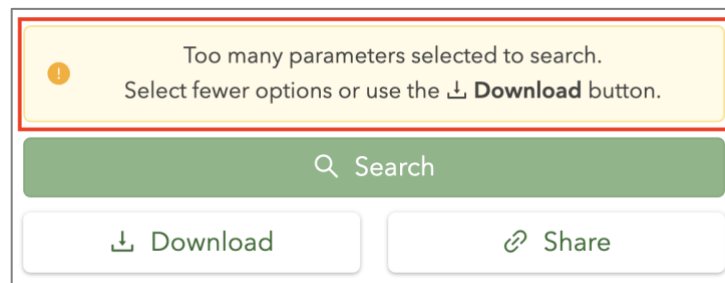 Too many parameters selected to search.
Select fewer options or use the Download button.
Search
Download
Share